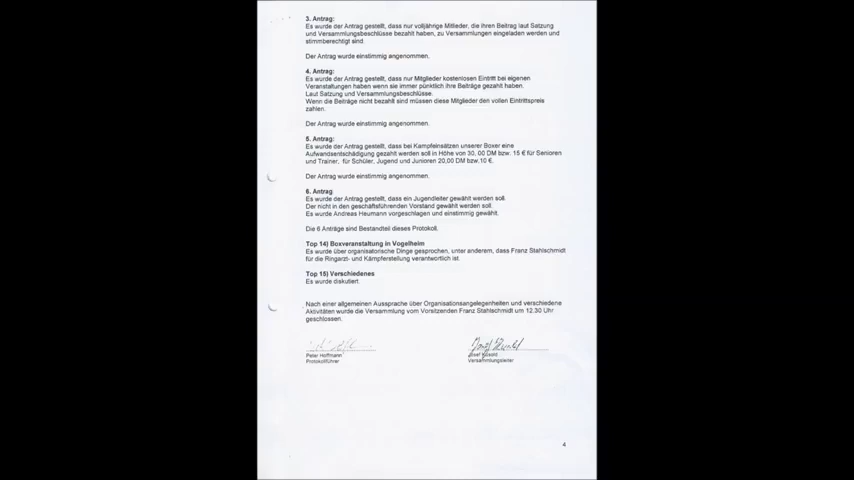 3. Antrag:
Es wurde der Antrag gestellt, dass nur volljährige Mitlieder, die ihren Beitrag laut Satzung
und Versammlungsbeschlüsse bezahlt haben, zu Versammlungen eingeladen werden und
stimmberechtigt sind.
Der Antrag wurde einstimmig angenommen.
4. Antrag:
Es wurde der Antrag gestellt, dass nur Mitglieder kostenlosen Eintritt bei eigenen
Veranstaltungen haben wenn sie immer pünktlich ihre Beiträge gezahlt haben.
Laut Satzung und Versammlungsbeschlüsse.
Wenn die Beiträge nicht bezahlt sind müssen diese Mitglieder den vollen Eintrittspreis
zahlen.
Der Antrag wurde einstimmig angenommen.
5. Antrag:
Es wurde der Antrag gestellt, dass bei Kampfeinsätzen unserer Boxer eine
Aufwandsentschädigung gezahlt werden soll in Höhe von 30, 00 DM bzw. 15 € für Senioren
und Trainer, für Schüler, Jugend und Junioren 20,00 DM bzw.10 €.
Der Antrag wurde einstimmig angenommen.
6. Antrag
Es wurde der Antrag gestellt, dass ein Jugendleiter gewählt werden soll.
Der nicht in den geschäftsführenden Vorstand gewählt werden soll.
Es wurde Andreas Heumann vorgeschlagen und einstimmig gewählt.
Die 6 Anträge sind Bestandteil dieses Protokoll.
Top 14) Boxveranstaltung in Vogelheim
Es wurde über organisatorische Dinge gesprochen, unter anderem, dass Franz Stahlschmidt
für die Ringarzt- und Kämpferstellung verantwortlich ist.
Top 15) Verschiedenes
Es wurde diskutiert.
Nach einer allgemeinen Aussprache über Organisationsangelegenheiten und verschiedene
Aktivitäten wurde die Versammlung vom Vorsitzenden Franz Stahlschmidt um 12.30 Uhr
geschlossen.
Peter Hoffmann
Protokollführer
Josef
Versammlungsleiter
4